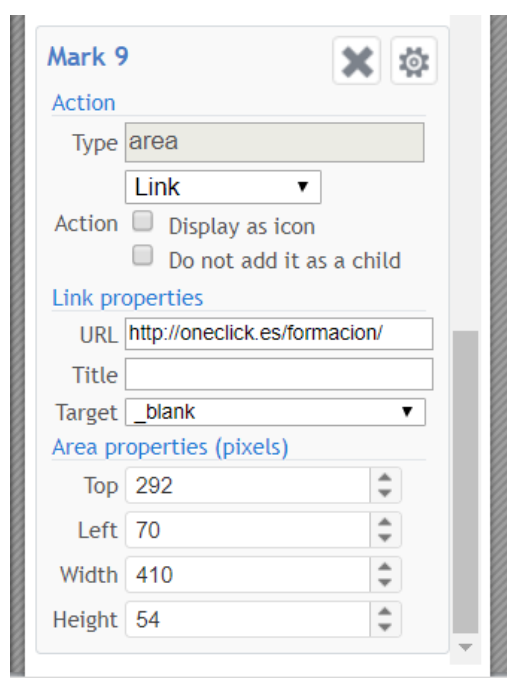 Mark 9
Action
Type area
Link
Action Display as icon
Do not add it as a child
Link properties
URL http://oneclick.es/formacion/
Title
Target _blank
Area properties (pixels)
Top 292
Left 70
Width 410
Height 54